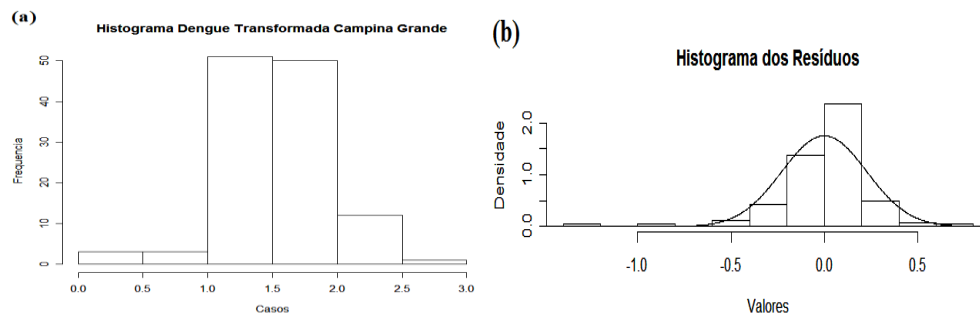 (a)
Histograma Dengue Transformada Campina Grande
Frequencia
50
40
30
20
10
0
0.0 0.5 1.0 1.5 2.0 2.5 3.0
Casos
(b)
Histograma dos Resíduos
Densidade
2.0
1.0
0.0
-1.0 -0.5 0.0 0.5
Valores